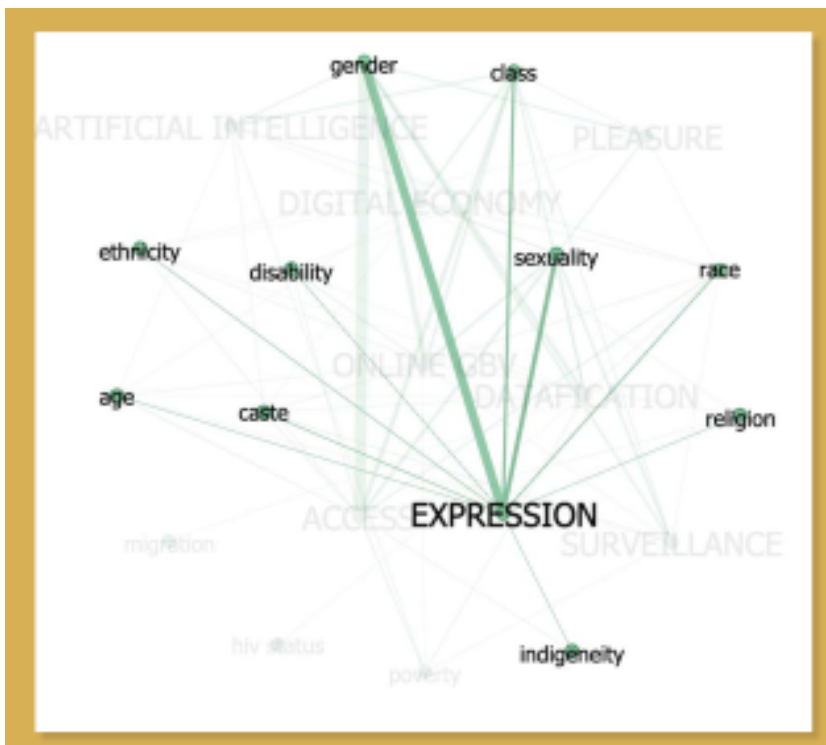 gender
class
ARTIFICIAL INTELLIGENCE
PLEASURE
DIGITAL ECONOMY
ethnicity
disability
sexuality
race
ONLINE GBV
DATAFICATION
age
caste
religion
ACCESS
EXPRESSION
migration
SURVEILLANCE
hiv status
poverty
indigeneity